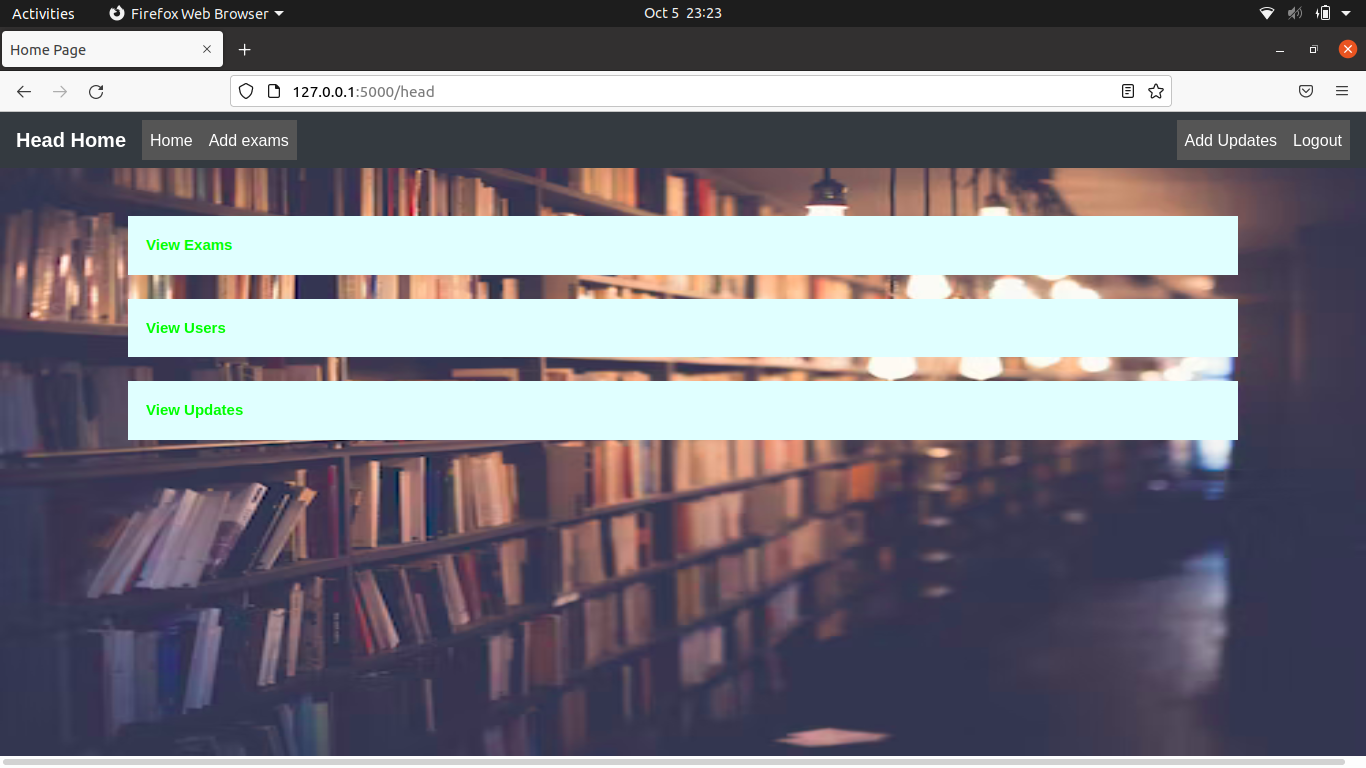 Activities Firefox Web Browser Oct 5 23:23
Home Page
127.0.0.1:5000/head
Head Home Home Add exams Add Updates Logout
View Exams
View Users
View Updates